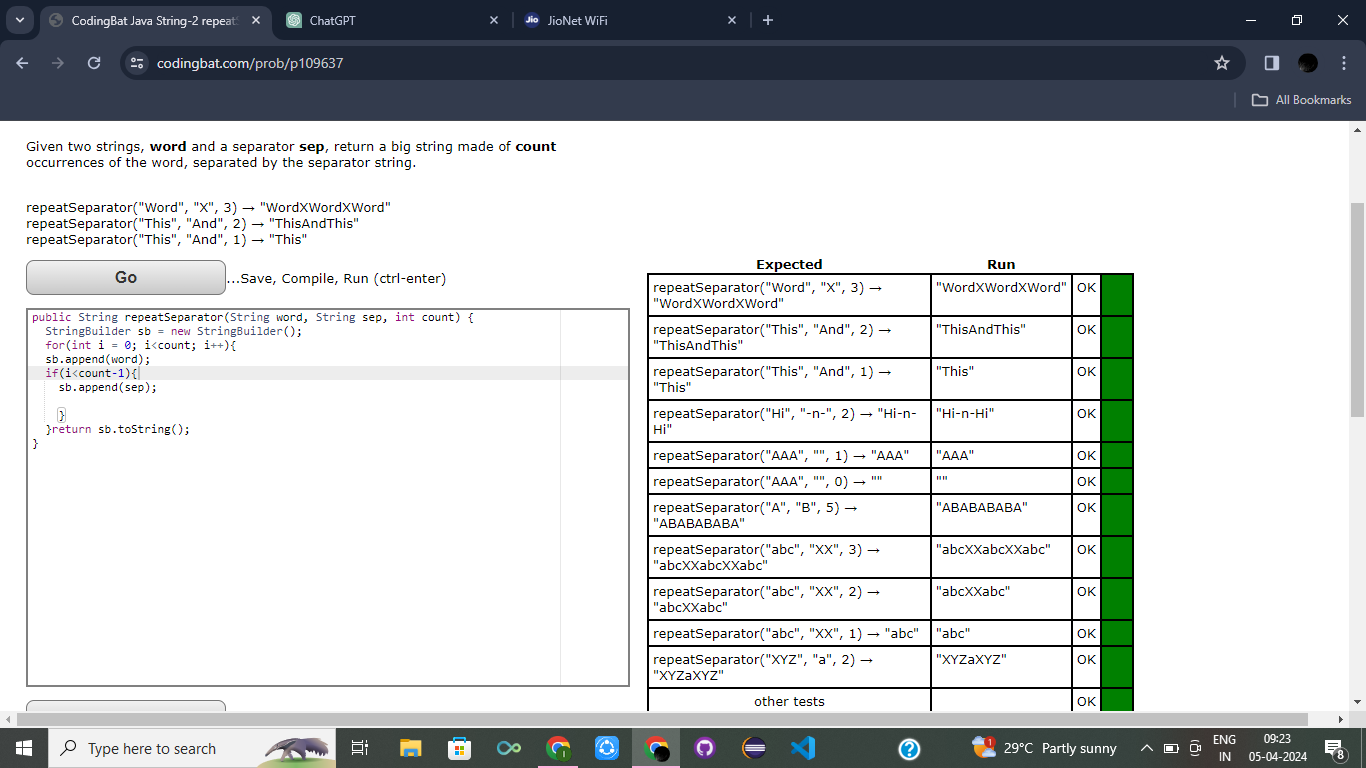 CodingBat Java String-2 repeat
ChatGPT
Jio
JioNet WiFi
codingbat.com/prob/p109637
All Bookmarks
Given two strings, word and a separator sep, return a big string made of count
occurrences of the word, separated by the separator string.
repeatSeparator("Word", "X", 3) → "WordXWordXWord"
repeatSeparator("This", "And", 2) → "ThisAndThis"
repeatSeparator("This", "And", 1) → "This"
Go
...Save, Compile, Run (ctrl-enter)
public String repeatSeparator(String word, String sep, int count) {
StringBuilder sb = new StringBuilder();
for(int i = 0; i<count; i++){
sb.append(word);
if(i<count-1){
sb.append(sep);
}
}return sb.toString();
}
Expected Run
repeatSeparator("Word", "X", 3) → "WordXWordXWord" OK
"WordXWordXWord"
repeatSeparator("This", "And", 2) → "ThisAndThis" OK
"ThisAndThis"
repeatSeparator("This", "And", 1) → "This" OK
"This"
repeatSeparator("Hi", "-n-", 2) → "Hi-n- "Hi-n-Hi" OK
Hi"
repeatSeparator("AAA", "", 1) → "AAA" "AAA" OK
repeatSeparator("AAA", "", 0) → "" "" OK
repeatSeparator("A", "B", 5) → "ABABABABA" OK
"ABABABABA"
repeatSeparator("abc", "XX", 3) → "abcXXabcXXabc" OK
"abcXXabcXXabc"
repeatSeparator("abc", "XX", 2) → "abcXXabc" OK
"abcXXabc"
repeatSeparator("abc", "XX", 1) → "abc" "abc" OK
repeatSeparator("XYZ", "a", 2) → "XYZaXYZ" OK
"XYZaXYZ"
other tests OK
Type here to search
1
29°C Partly sunny
ENG
IN
09:23
05-04-2024
8